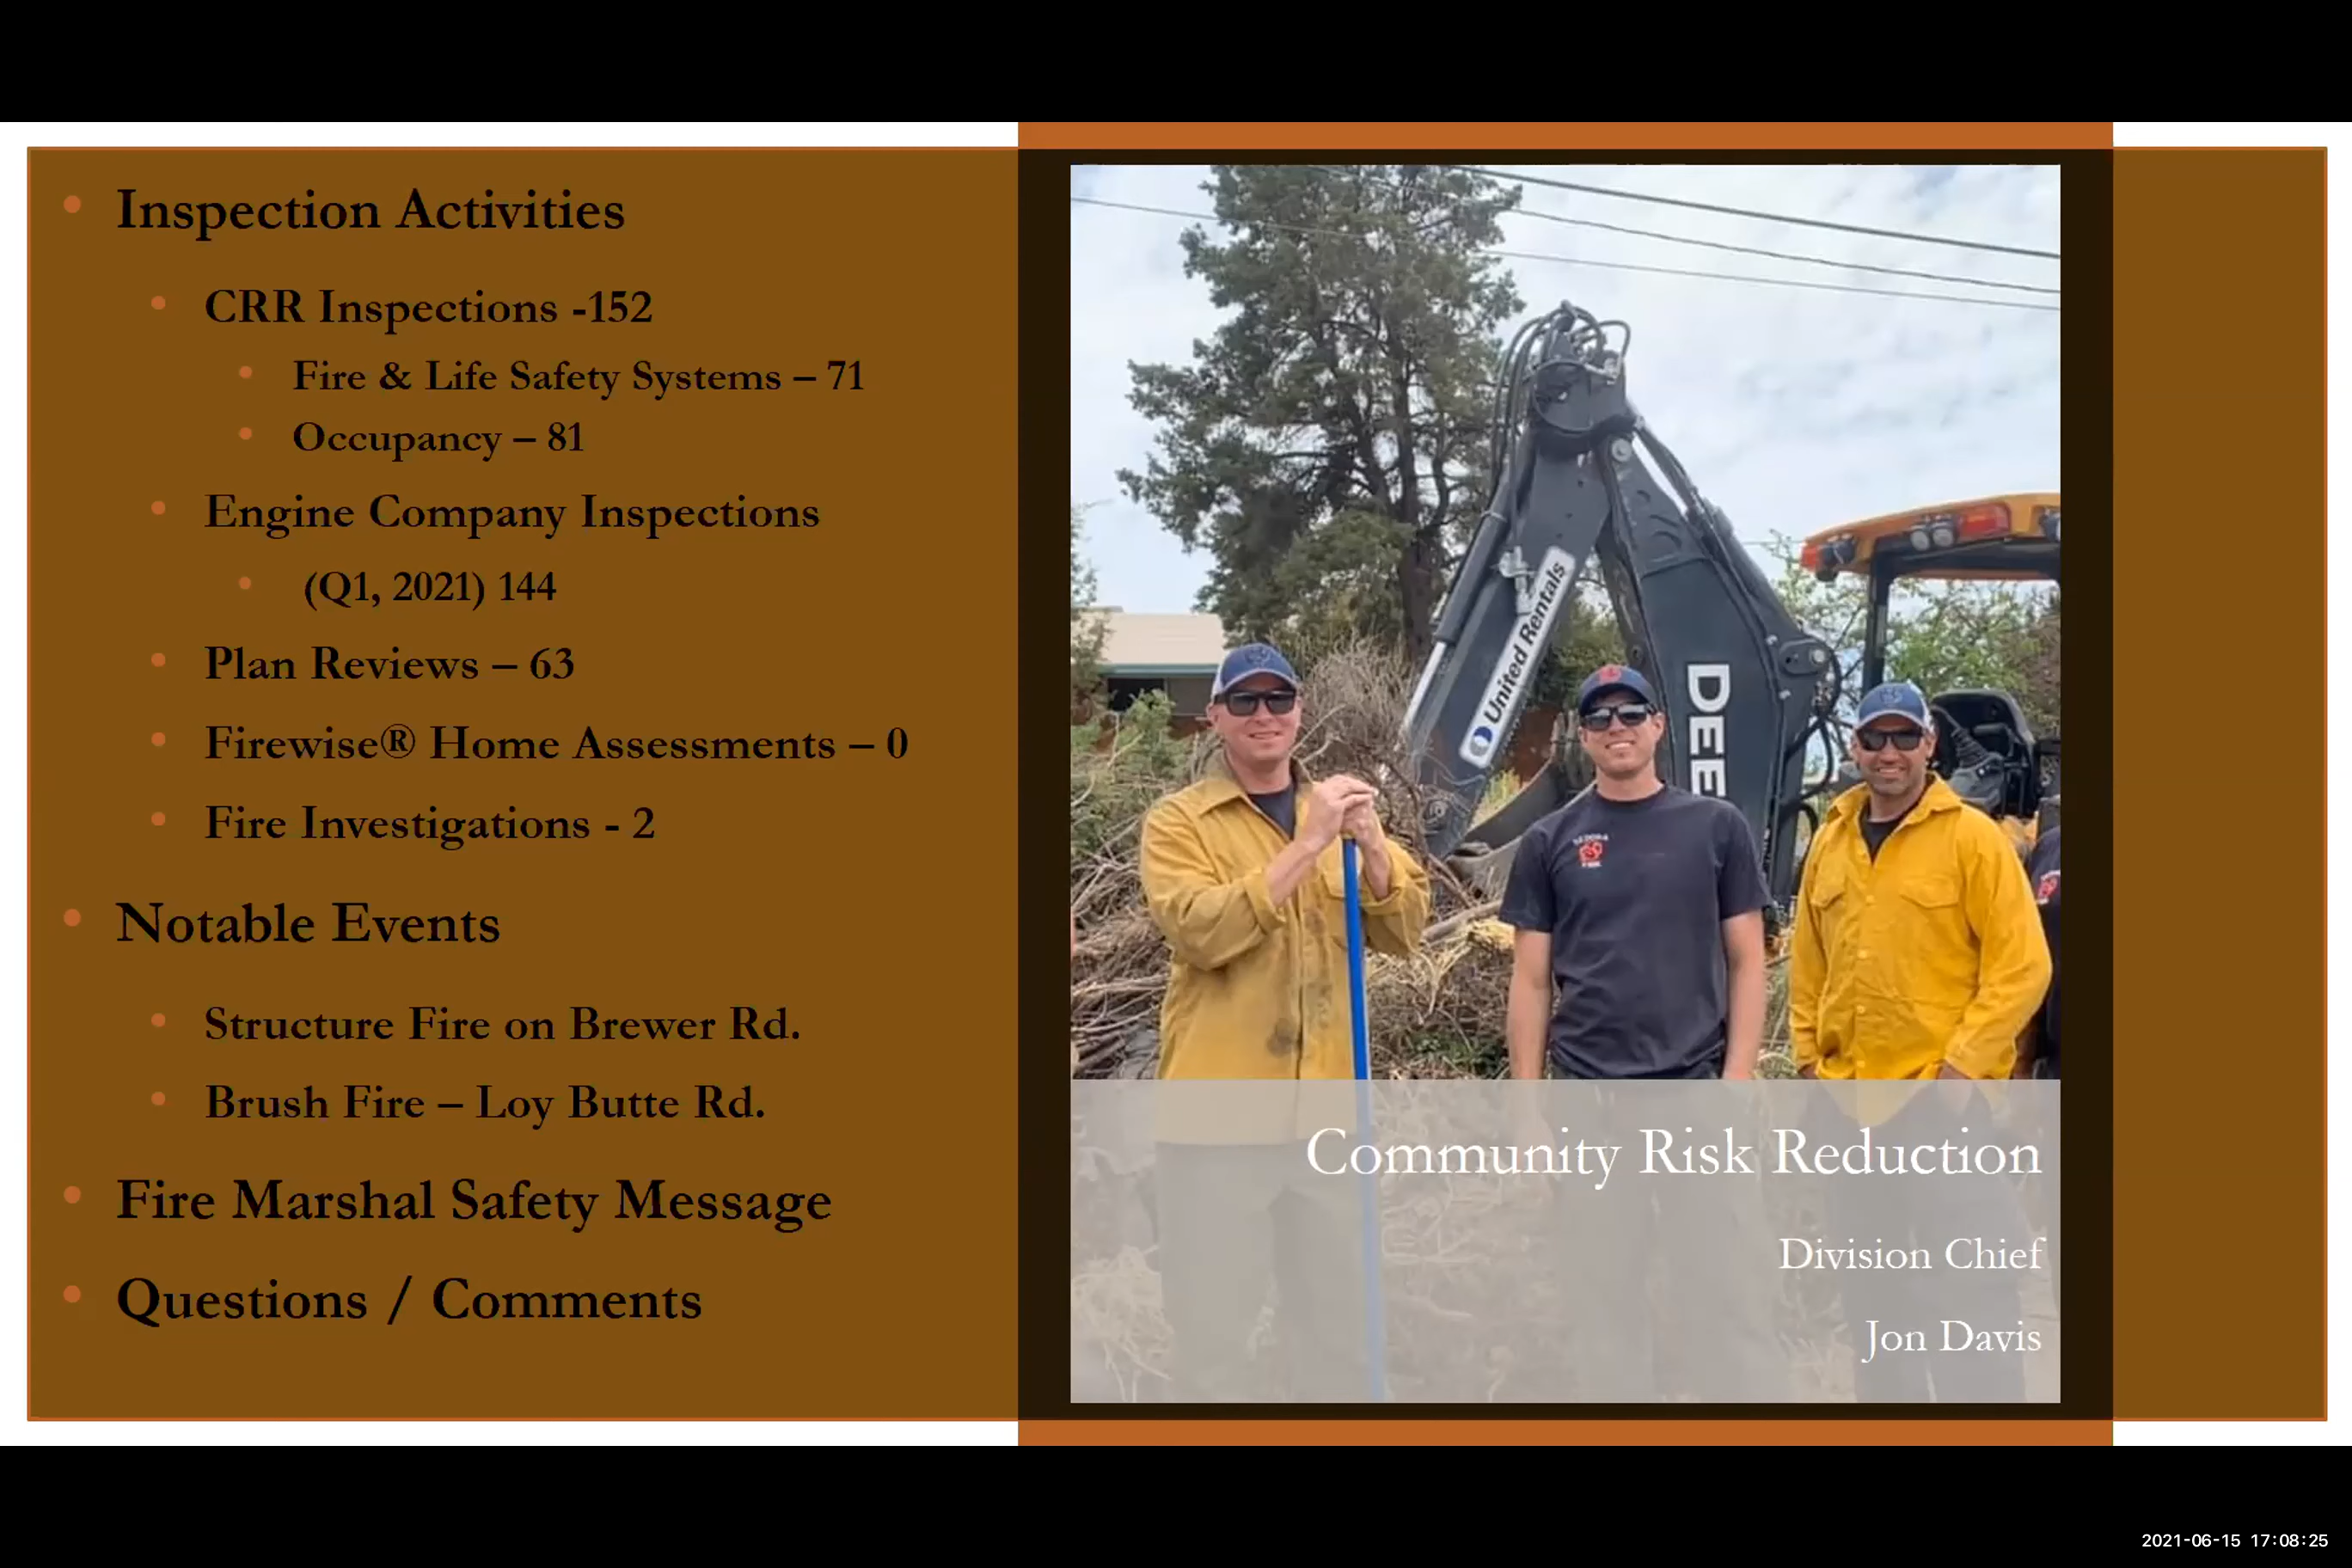 Inspection Activities
CRR Inspections -152
Fire & Life Safety Systems – 71
Occupancy – 81
Engine Company Inspections
(Q1, 2021) 144
Plan Reviews – 63
Firewise® Home Assessments – 0
Fire Investigations - 2
Notable Events
Structure Fire on Brewer Rd.
Brush Fire – Loy Butte Rd.
Fire Marshal Safety Message
Questions / Comments
United Rentals
DEE
SEDONA
FIRE
Community Risk Reduction
Division Chief
Jon Davis
2021-06-15 17:08:25